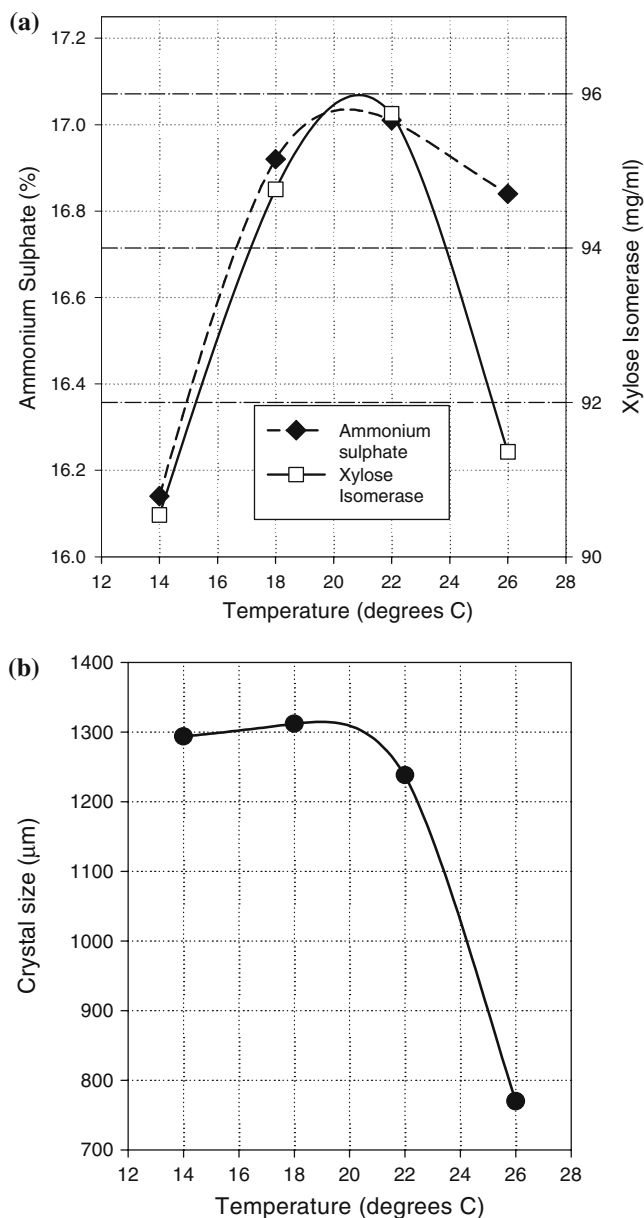 (a)
17.2
17.0
16.8
16.6
16.4
16.2
16.0
Ammonium Sulphate (%)
96
94
92
90
Xylose Isomerase (mg/ml)
Ammonium
sulphate
Xylose
Isomerase
12 14 16 18 20 22 24 26 28
Temperature (degrees C)
(b)
1400
1300
1200
1100
1000
900
800
700
Crystal size (μm)
12 14 16 18 20 22 24 26 28
Temperature (degrees C)